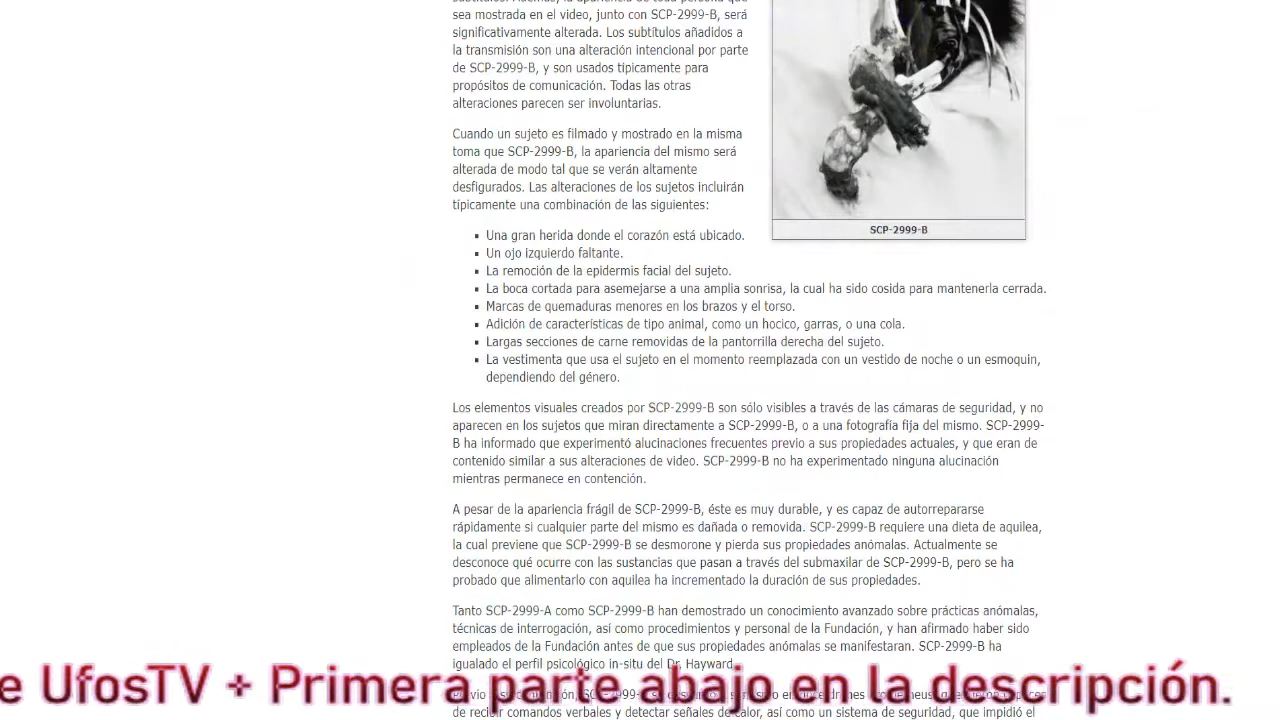 sea mostrada en el video, junto con SCP-2999-B, será
significativamente alterada. Los subtítulos añadidos a
la transmisión son una alteración intencional por parte
de SCP-2999-B, y son usados típicamente para
propósitos de comunicación. Todas las otras
alteraciones parecen ser involuntarias.
Cuando un sujeto es filmado y mostrado en la misma
toma que SCP-2999-B, la apariencia del mismo será
alterada de modo tal que se verán altamente
desfigurados. Las alteraciones de los sujetos incluirán
típicamente una combinación de las siguientes:
SCP-2999-B
Una gran herida donde el corazón está ubicado.
Un ojo izquierdo faltante.
La remoción de la epidermis facial del sujeto.
La boca cortada para asemejarse a una amplia sonrisa, la cual ha sido cosida para mantenerla cerrada.
Marcas de quemaduras menores en los brazos y el torso.
Adición de características de tipo animal, como un hocico, garras, o una cola.
Largas secciones de carne removidas de la pantorrilla derecha del sujeto.
La vestimenta que usa el sujeto en el momento reemplazada con un vestido de noche o un esmoquin,
dependiendo del género.
Los elementos visuales creados por SCP-2999-B son sólo visibles a través de las cámaras de seguridad, y no
aparecen en los sujetos que miran directamente a SCP-2999-B, o a una fotografía fija del mismo. SCP-2999-
B ha informado que experimentó alucinaciones frecuentes previo a sus propiedades actuales, y que eran de
contenido similar a sus alteraciones de video. SCP-2999-B no ha experimentado ninguna alucinación
mientras permanece en contención.
A pesar de la apariencia frágil de SCP-2999-B, éste es muy durable, y es capaz de autorrepararse
rápidamente si cualquier parte del mismo es dañada o removida. SCP-2999-B requiere una dieta de aquilea,
la cual previene que SCP-2999-B se desmorone y pierda sus propiedades anómalas. Actualmente se
desconoce qué ocurre con las sustancias que pasan a través del submaxilar de SCP-2999-B, pero se ha
probado que alimentarlo con aquilea ha incrementado la duración de sus propiedades.
Tanto SCP-2999-A como SCP-2999-B han demostrado un conocimiento avanzado sobre prácticas anómalas,
técnicas de interrogación, así como procedimientos y personal de la Fundación, y han afirmado haber sido
empleados de la Fundación antes de que sus propiedades anómalas se manifestaran. SCP-2999-B ha
igualado el perfil psicológico in-situ del Dr. Hayward.
e UfosTV + Primera parte abajo en la descripción.
de recibir comandos verbales y detectar señales de calor, así como un sistema de seguridad, que impidió el